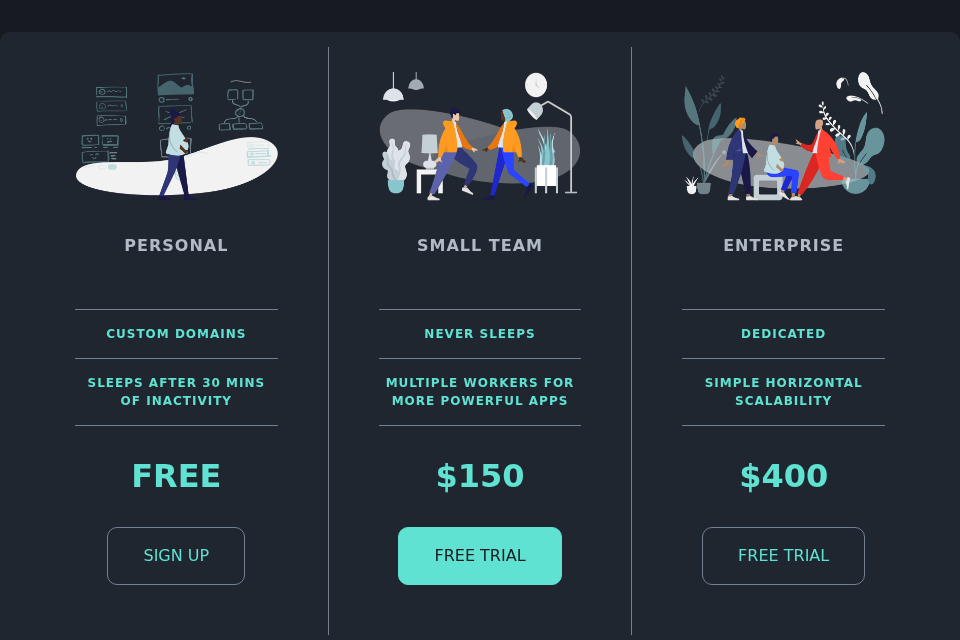 PERSONAL
CUSTOM DOMAINS
SLEEPS AFTER 30 MINS
OF INACTIVITY
FREE
SIGN UP
SMALL TEAM
NEVER SLEEPS
MULTIPLE WORKERS FOR
MORE POWERFUL APPS
$150
FREE TRIAL
ENTERPRISE
DEDICATED
SIMPLE HORIZONTAL
SCALABILITY
$400
FREE TRIAL